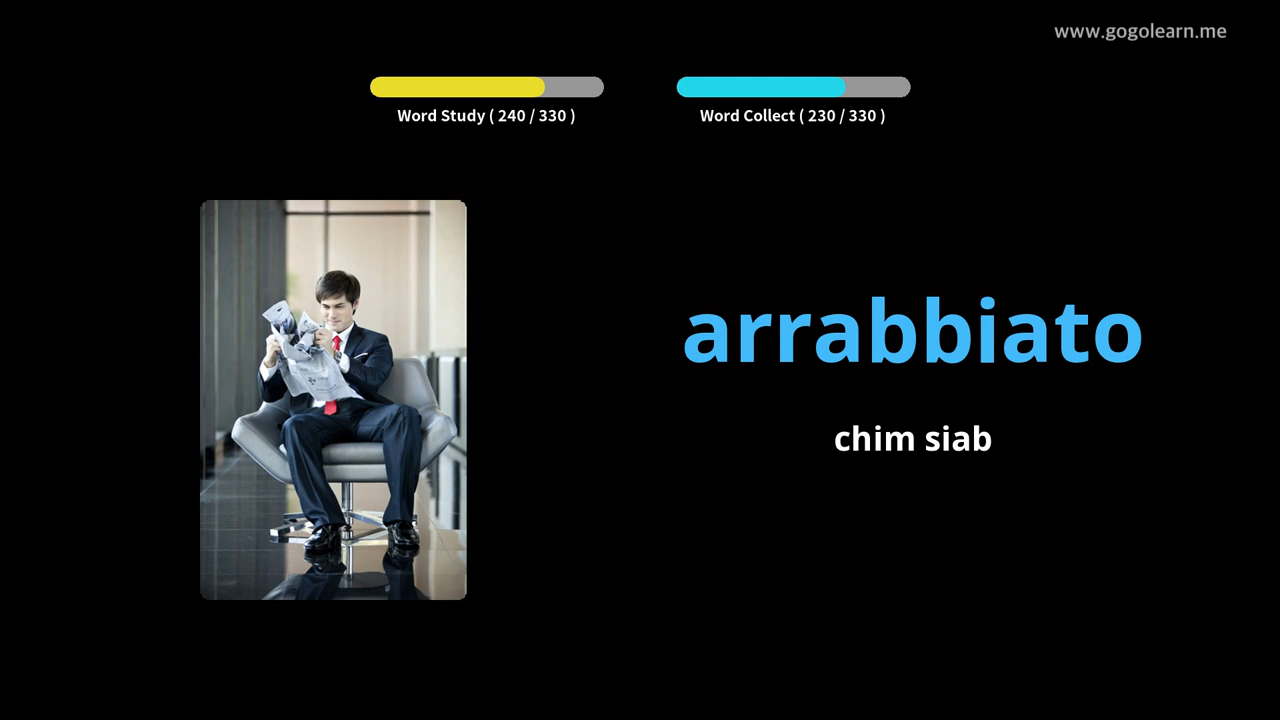 www.gogolearn.me
Word Study ( 240 / 330 )
Word Collect ( 230 / 330 )
arrabbiato
chim siab